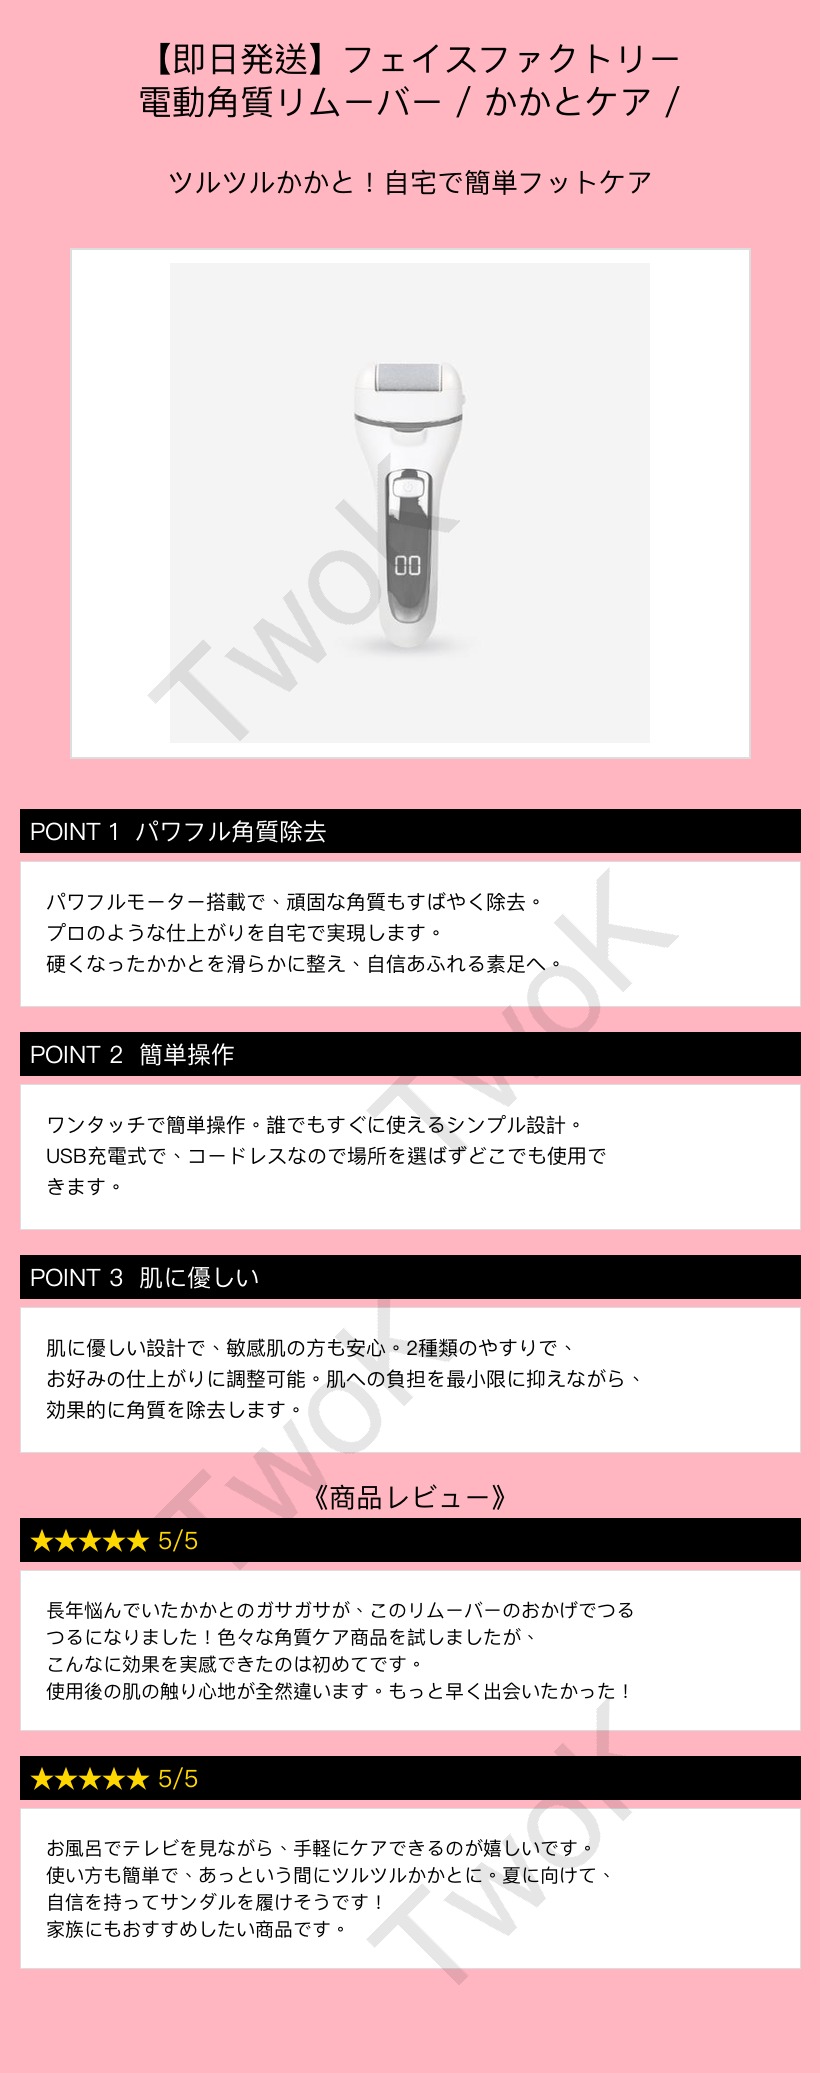 【即日発送】フェイスファクトリー
電動角質リムーバー / かかとケア /
ツルツルかかと！自宅で簡単フットケア
00
TwoK
POINT 1 パワフル角質除去
パワフルモーター搭載で、頑固な角質もすばやく除去。
プロのような仕上がりを自宅で実現します。
硬くなったかかとを滑らかに整え、自信あふれる素足へ。
TwoK
POINT 2 簡単操作
ワンタッチで簡単操作。誰でもすぐに使えるシンプル設計。
USB充電式で、コードレスなので場所を選ばずどこでも使用で
きます。
POINT 3 肌に優しい
肌に優しい設計で、敏感肌の方も安心。2種類のやすりで、
お好みの仕上がりに調整可能。肌への負担を最小限に抑えながら、
効果的に角質を除去します。
TwoK
《商品レビュー》
★★★★★ 5/5
長年悩んでいたかかとのガサガサが、このリムーバーのおかげでつる
つるになりました！色々な角質ケア商品を試しましたが、
こんなに効果を実感できたのは初めてです。
使用後の肌の触り心地が全然違います。もっと早く出会いたかった！
★★★★★ 5/5
お風呂でテレビを見ながら、手軽にケアできるのが嬉しいです。
使い方も簡単で、あっという間にツルツルかかとに。夏に向けて、
自信を持ってサンダルを履けそうです！
家族にもおすすめしたい商品です。
TwoK